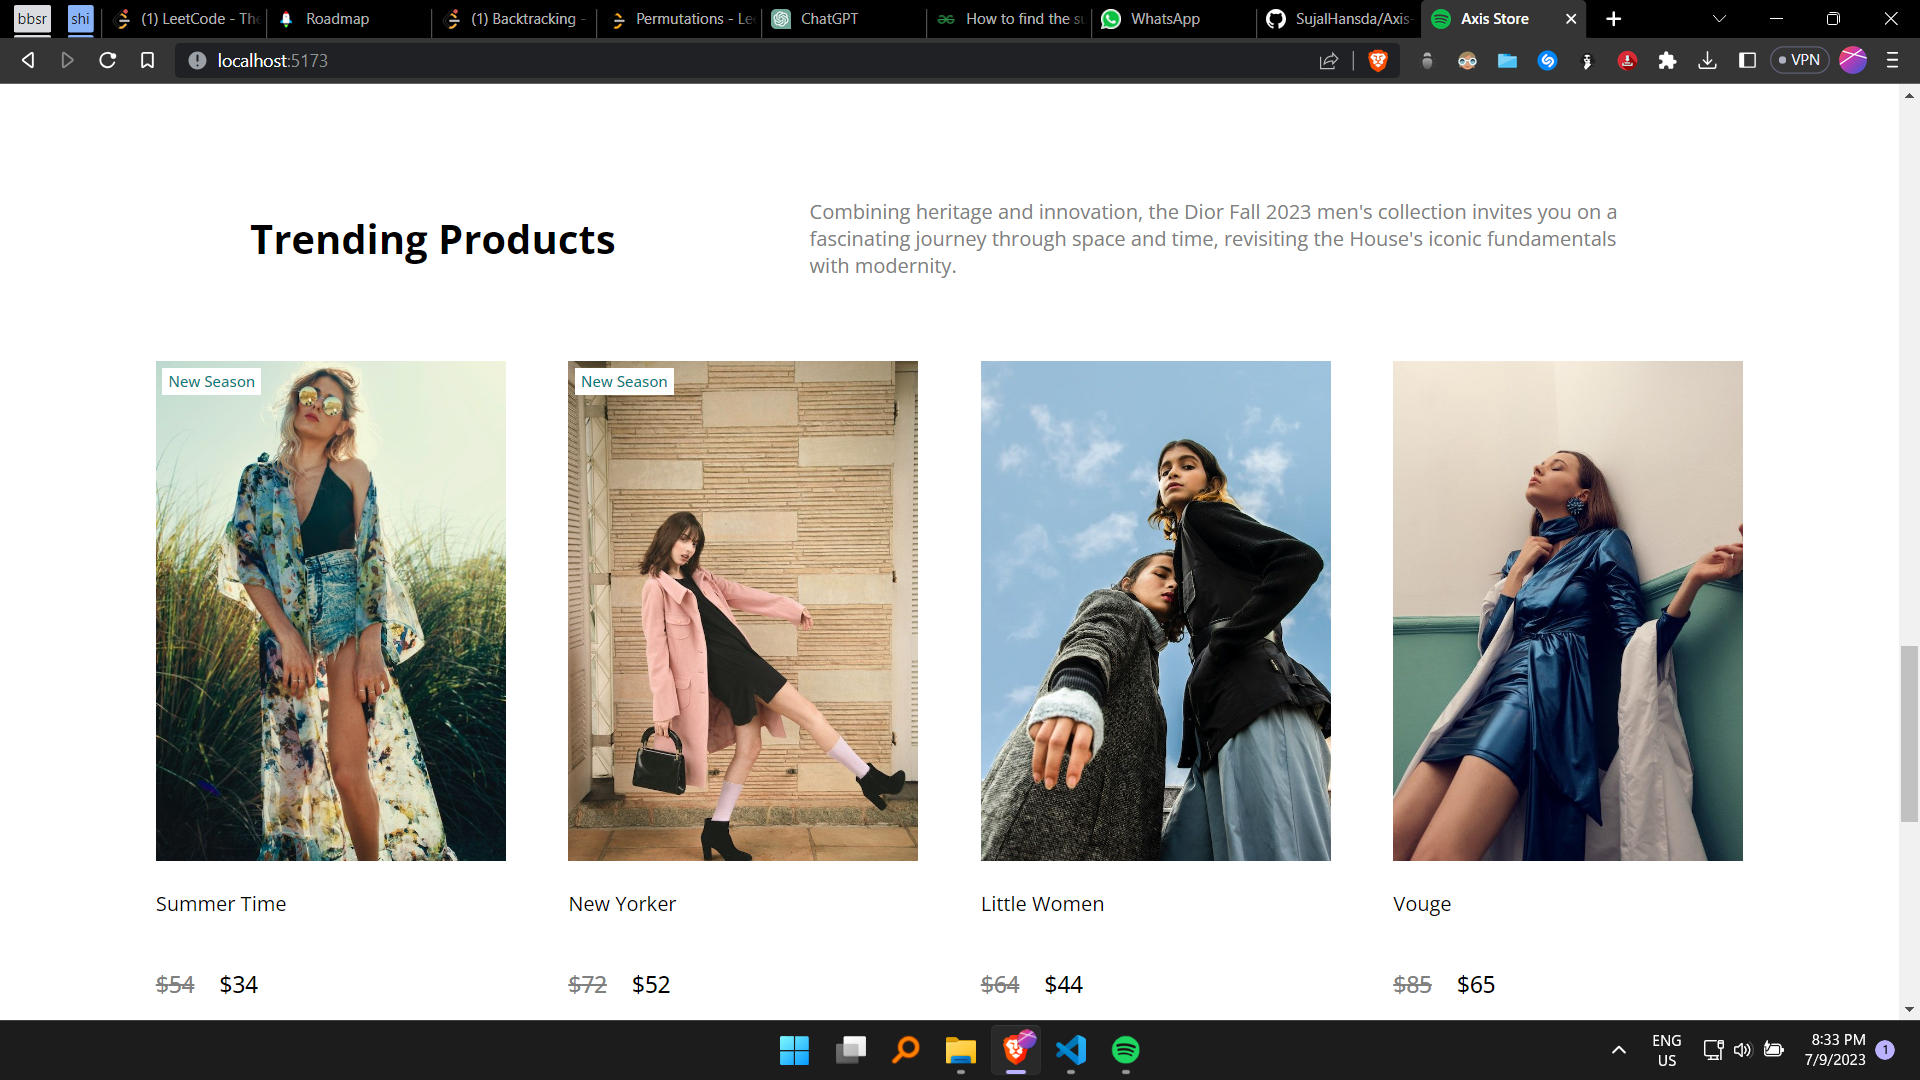 bbsr
shi
(1) LeetCode - The
Roadmap
(1) Backtracking -
Permutations - Le
ChatGPT
How to find the su
WhatsApp
SujalHansda/Axis-
Axis Store
localhost:5173
VPN
Trending Products
Combining heritage and innovation, the Dior Fall 2023 men's collection invites you on a
fascinating journey through space and time, revisiting the House's iconic fundamentals
with modernity.
New Season
New Season
Summer Time
New Yorker
Little Women
Vouge
$54 $34
$72 $52
$64 $44
$85 $65
ENG
US
8:33 PM
7/9/2023
1